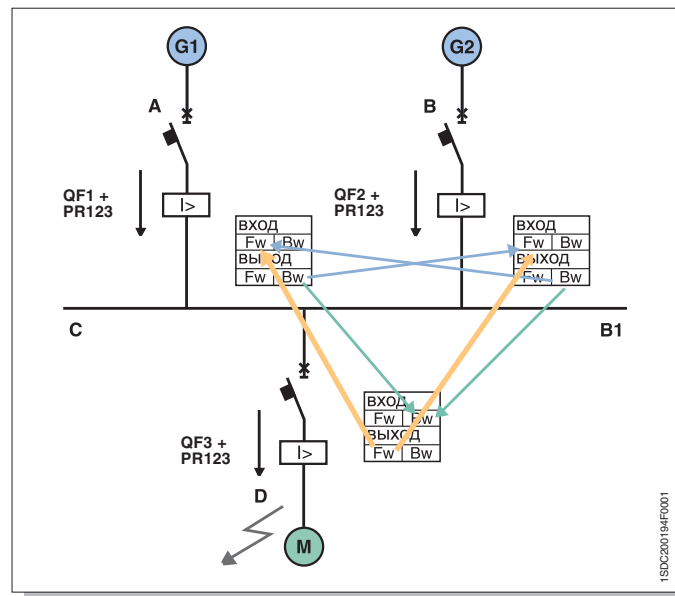 G1
G2
A
B
QF1 +
PR123
I>
QF2 +
PR123
I>
ВХОД
Fw Bw
ВЫХОД
Fw Bw
ВХОД
Fw Bw
ВЫХОД
Fw Bw
C
B1
ВХОД
Fw Bw
ВЫХОД
Fw Bw
QF3 +
PR123
I>
D
M
1SDC200194F0001